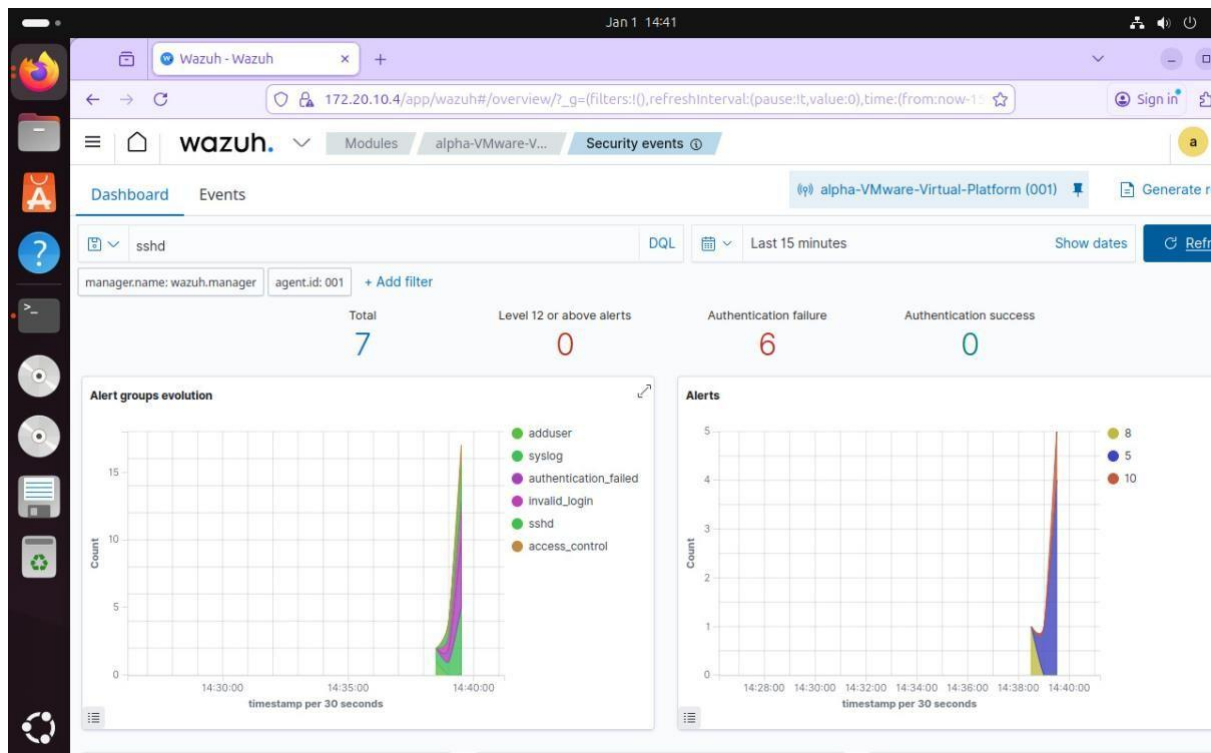 Jan 1 14:41
Wazuh - Wazuh
172.20.10.4/app/wazuh#/overview/?_g=(filters:!(),refreshInterval:(pause:!t,value:0),time:(from:now-1
Sign in
wazuh.
Modules
alpha-VMware-V...
Security events
a
Dashboard
Events
alpha-VMware-Virtual-Platform (001)
Generate r
sshd
DQL
Last 15 minutes
Show dates
Refr
manager.name: wazuh.manager
agent.id: 001
+ Add filter
Total
Level 12 or above alerts
Authentication failure
Authentication success
7
0
6
0
Alert groups evolution
Count
15
10
5
0
14:30:00
14:35:00
14:40:00
timestamp per 30 seconds
adduser
syslog
authentication_failed
invalid_login
sshd
access_control
Alerts
Count
5
4
3
2
1
0
14:28:00
14:30:00
14:32:00
14:34:00
14:36:00
14:38:00
14:40:00
timestamp per 30 seconds
8
5
10